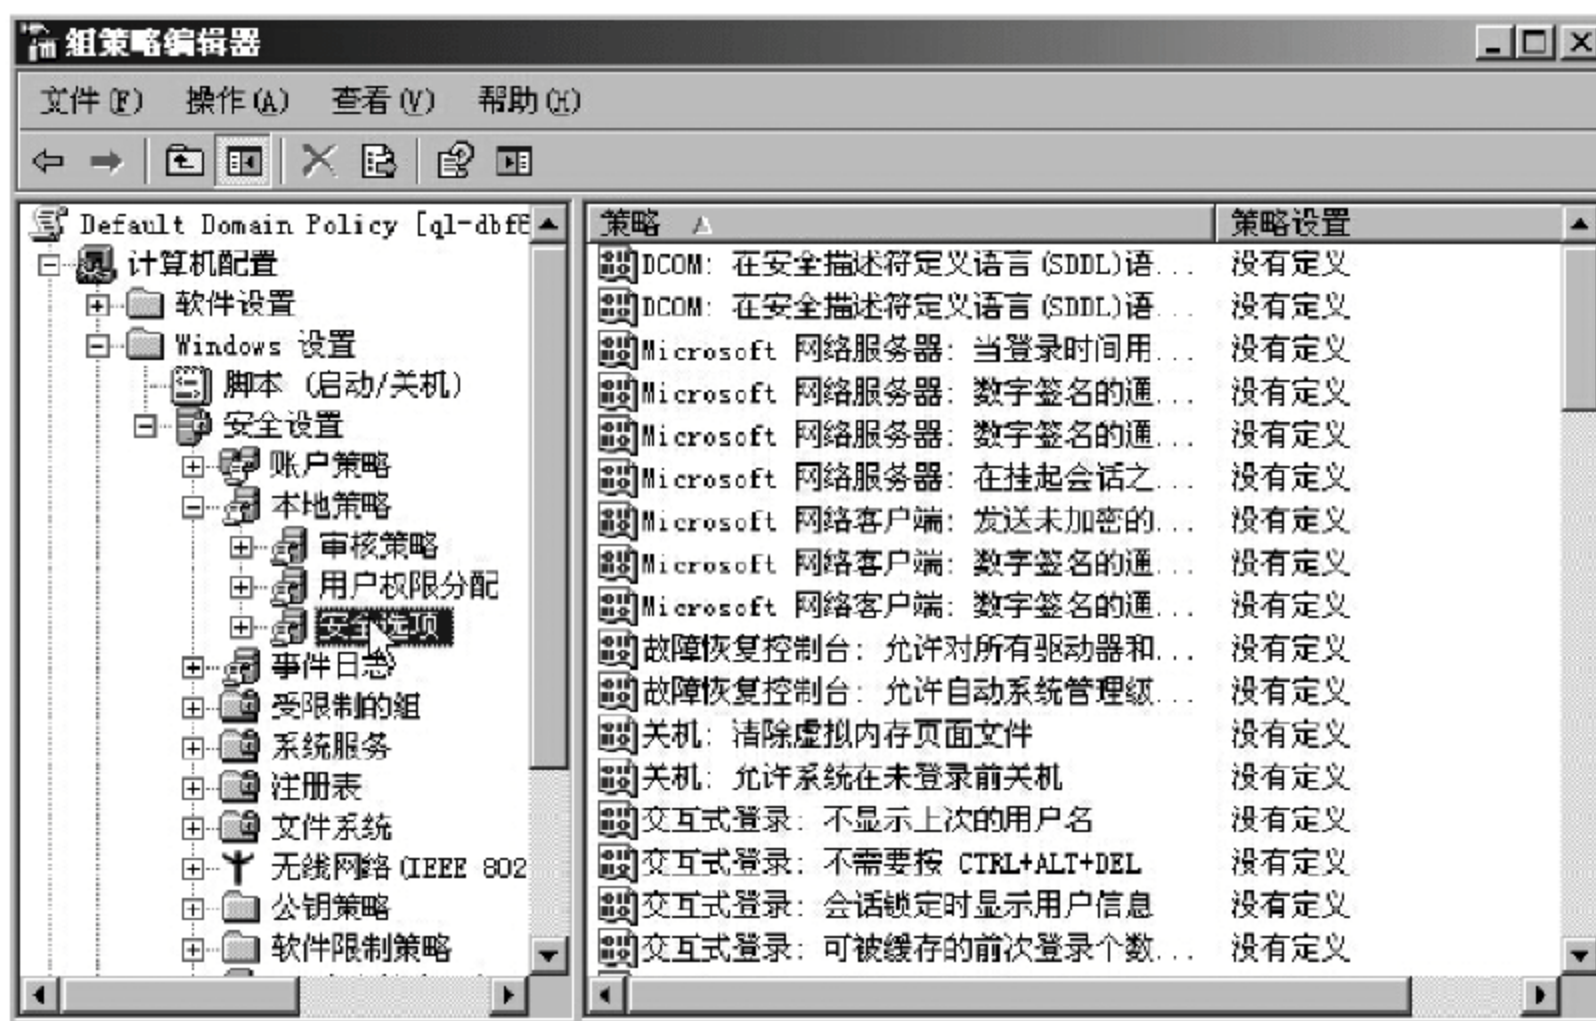 组策略编辑器
文件(F) 操作(A) 查看(V) 帮助(H)
Default Domain Policy [ql-dbf
计算机配置
软件设置
Windows 设置
脚本 (启动/关机)
安全设置
账户策略
本地策略
审核策略
用户权限分配
安全选项
事件日志
受限制的组
系统服务
注册表
文件系统
无线网络(IEEE 802
公钥策略
软件限制策略
策略 策略设置
DCOM: 在安全描述符定义语言(SDDL)语... 没有定义
DCOM: 在安全描述符定义语言(SDDL)语... 没有定义
Microsoft 网络服务器: 当登录时间用... 没有定义
Microsoft 网络服务器: 数字签名的通... 没有定义
Microsoft 网络服务器: 数字签名的通... 没有定义
Microsoft 网络服务器: 在挂起会话之... 没有定义
Microsoft 网络客户端: 发送未加密的... 没有定义
Microsoft 网络客户端: 数字签名的通... 没有定义
Microsoft 网络客户端: 数字签名的通... 没有定义
故障恢复控制台: 允许对所有驱动器和... 没有定义
故障恢复控制台: 允许自动系统管理级... 没有定义
关机: 清除虚拟内存页面文件 没有定义
关机: 允许系统在未登录前关机 没有定义
交互式登录: 不显示上次的用户名 没有定义
交互式登录: 不需要按 CTRL+ALT+DEL 没有定义
交互式登录: 会话锁定时显示用户信息 没有定义
交互式登录: 可被缓存的前次登录个数... 没有定义